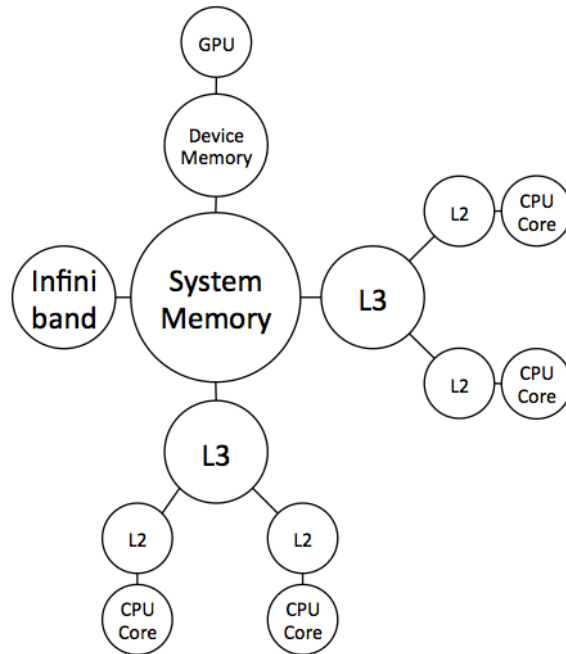 GPU
Device
Memory
Infini
band
System
Memory
L3
L2
CPU
Core
L2
CPU
Core
L3
L2
L2
CPU
Core
CPU
Core